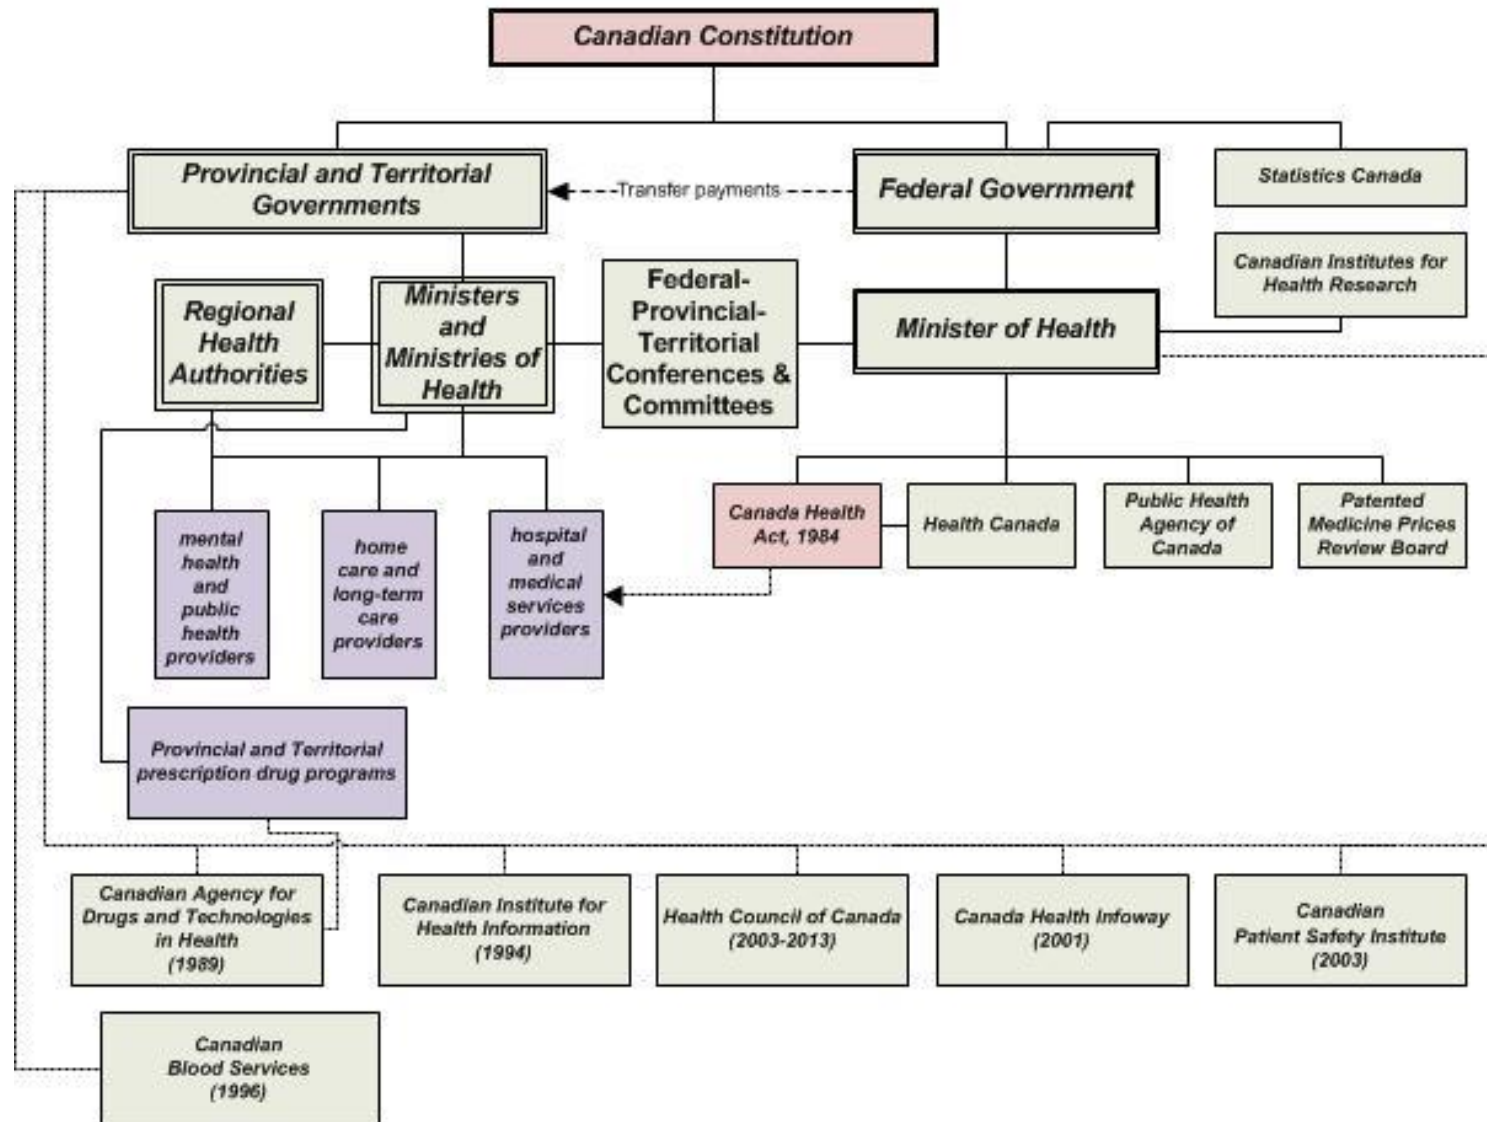 Canadian Constitution
Provincial and Territorial
Governments
Transfer payments
Federal Government
Statistics Canada
Canadian Institutes for
Health Research
Regional
Health
Authorities
Ministers
and
Ministries of
Health
Federal-
Provincial-
Territorial
Conferences &
Committees
Minister of Health
mental
health
and
public
health
providers
home
care and
long-term
care
providers
hospital
and
medical
services
providers
Canada Health
Act, 1984
Health Canada
Public Health
Agency of
Canada
Patented
Medicine Prices
Review Board
Provincial and Territorial
prescription drug programs
Canadian Agency for
Drugs and Technologies
in Health
(1989)
Canadian Institute for
Health Information
(1994)
Health Council of Canada
(2003-2013)
Canada Health Infoway
(2001)
Canadian
Patient Safety Institute
(2003)
Canadian
Blood Services
(1996)